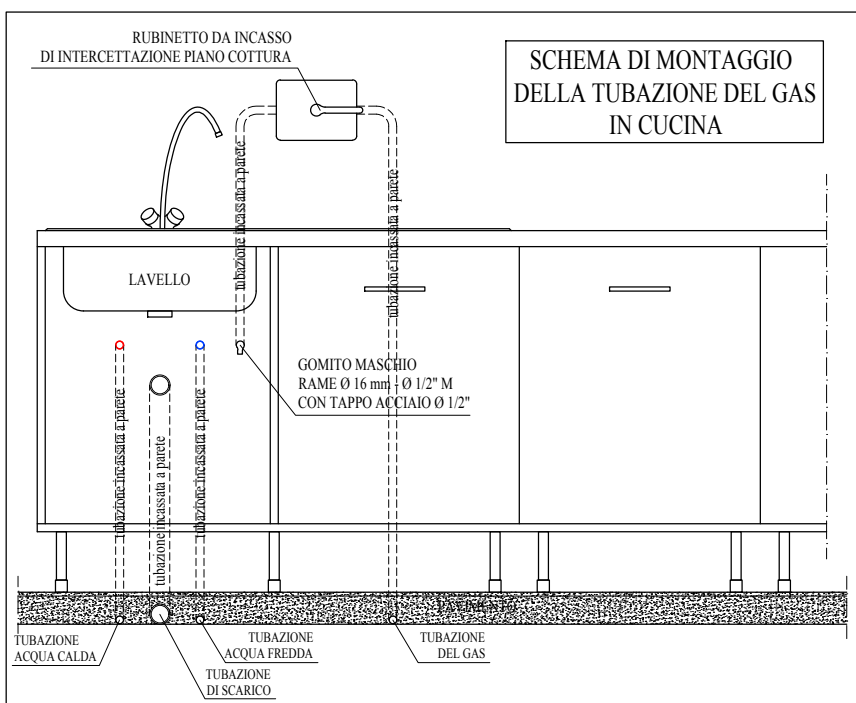 RUBINETTO DA INCASSO
DI INTERCETTAZIONE PIANO COTTURA
SCHEMA DI MONTAGGIO
DELLA TUBAZIONE DEL GAS
IN CUCINA
tubazione incassata a parete
tubazione incassata a parete
LAVELLO
GOMITO MASCHIO
RAME Ø 16 mm - Ø 1/2" M
CON TAPPO ACCIAIO Ø 1/2"
tubazione incassata a parete
tubazione incassata a parete
tubazione incassata a parete
PAVIMENTO
TUBAZIONE
ACQUA CALDA
TUBAZIONE
DI SCARICO
TUBAZIONE
ACQUA FREDDA
TUBAZIONE
DEL GAS